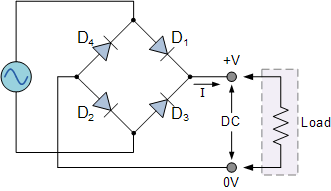 +V
D4 D1
I
DC Load
D2 D3
0V